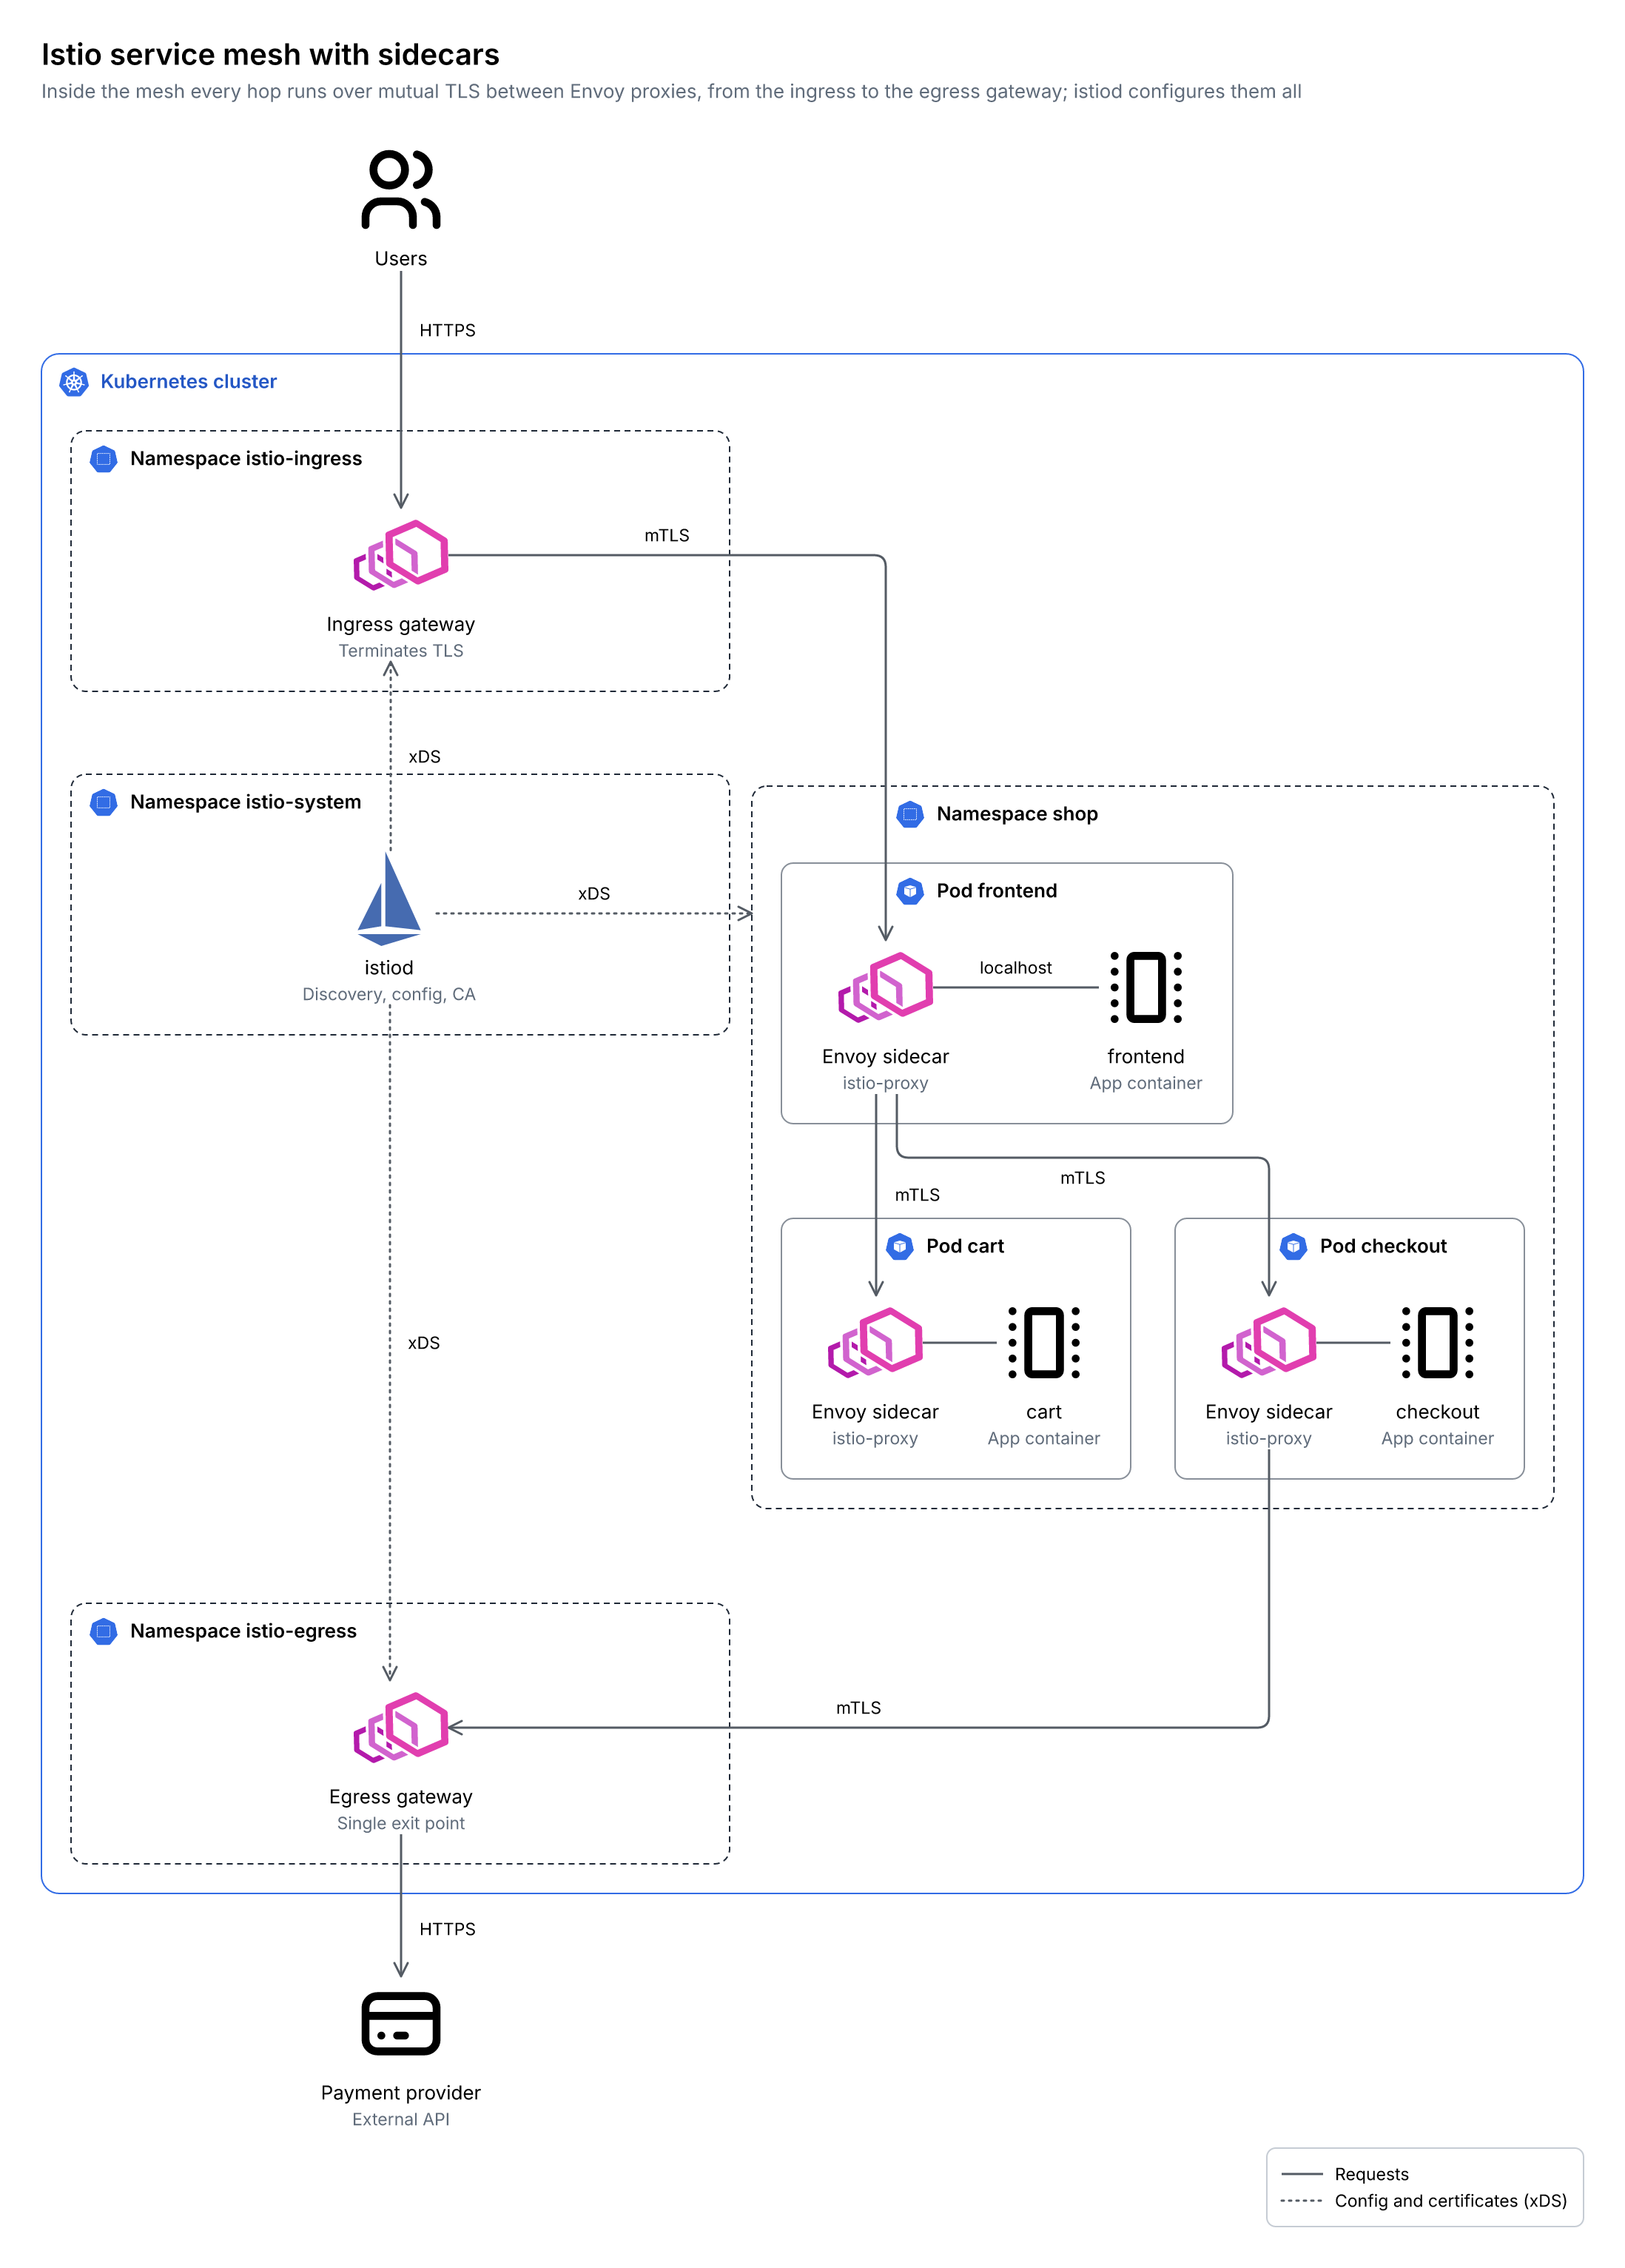 Istio service mesh with sidecars
Inside the mesh every hop runs over mutual TLS between Envoy proxies, from the ingress to the egress gateway; istiod configures them all
Users
HTTPS
Kubernetes cluster
Namespace istio-ingress
mTLS
Ingress gateway
Terminates TLS
xDS
Namespace istio-system
xDS
istiod
Discovery, config, CA
Namespace shop
Pod frontend
localhost
Envoy sidecar
istio-proxy
frontend
App container
mTLS
mTLS
Pod cart
Envoy sidecar
istio-proxy
cart
App container
Pod checkout
Envoy sidecar
istio-proxy
checkout
App container
xDS
Namespace istio-egress
mTLS
Egress gateway
Single exit point
HTTPS
Payment provider
External API
Requests
Config and certificates (xDS)